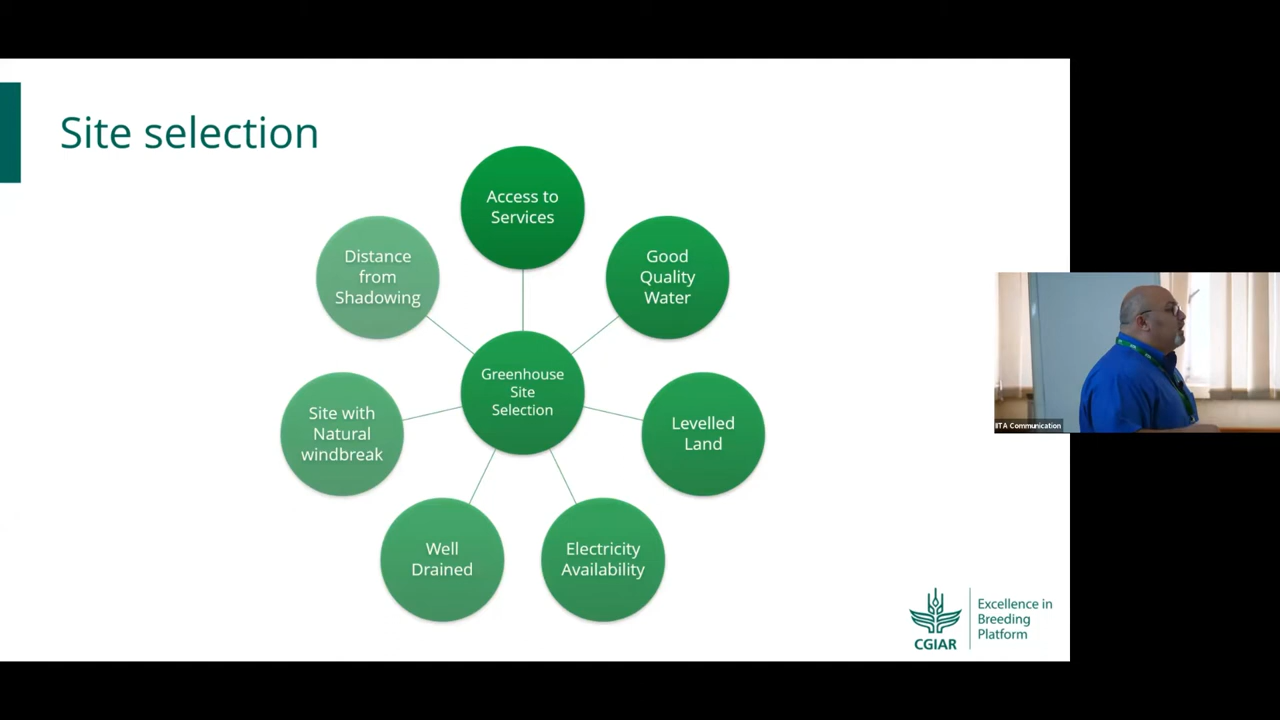 Site selection
Access to
Services
Good
Quality
Water
Levelled
Land
Electricity
Availability
Well
Drained
Site with
Natural
windbreak
Distance
from
Shadowing
Greenhouse
Site
Selection
CGIAR
Excellence in
Breeding
Platform
IITA Communication